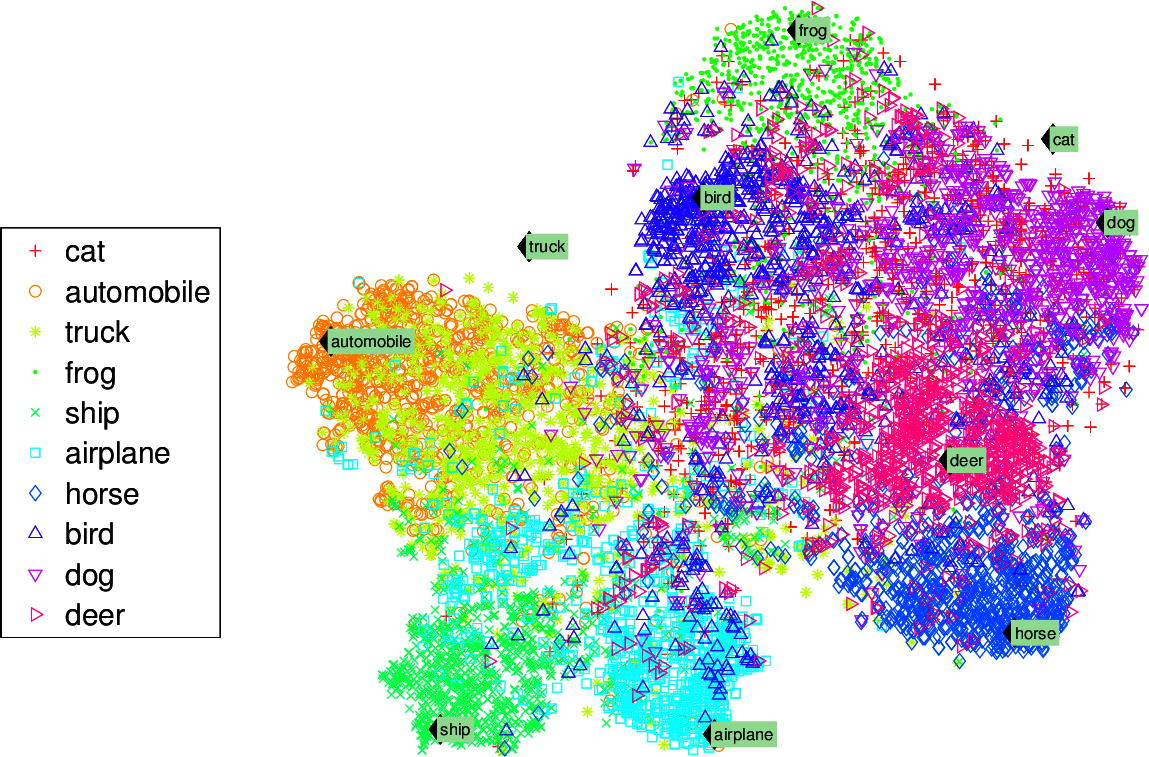 cat
automobile
truck
frog
ship
airplane
horse
bird
dog
deer
frog
cat
bird
dog
truck
automobile
deer
horse
ship
airplane